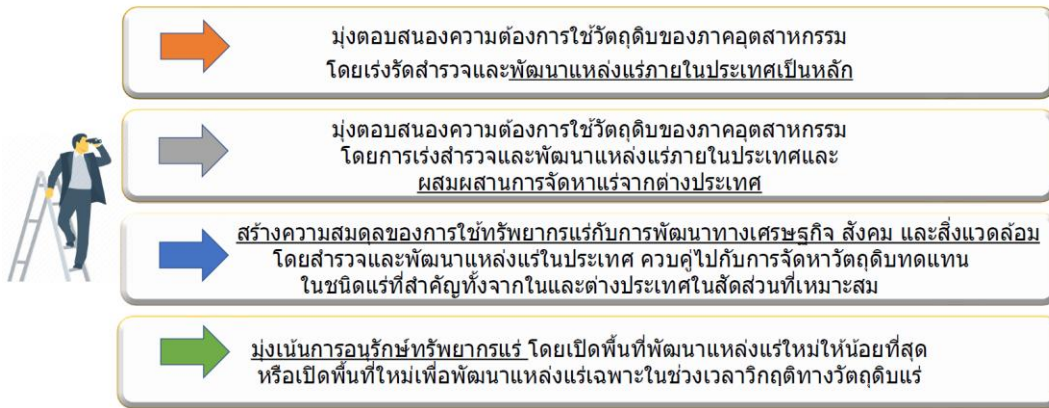 มุ่งตอบสนองความต้องการใช้วัตถุดิบของภาคอุตสาหกรรม
โดยเร่งรัดสำรวจและพัฒนาแหล่งแร่ภายในประเทศเป็นหลัก
มุ่งตอบสนองความต้องการใช้วัตถุดิบของภาคอุตสาหกรรม
โดยการเร่งสำรวจและพัฒนาแหล่งแร่ภายในประเทศและ
ผสมผสานการจัดหาแร่จากต่างประเทศ
สร้างความสมดุลของการใช้ทรัพยากรแร่กับการพัฒนาทางเศรษฐกิจ สังคม และสิ่งแวดล้อม
โดยสำรวจและพัฒนาแหล่งแร่ในประเทศ ควบคู่ไปกับการจัดหาวัตถุดิบทดแทน
ในชนิดแร่ที่สำคัญทั้งจากในและต่างประเทศในสัดส่วนที่เหมาะสม
มุ่งเน้นการอนุรักษ์ทรัพยากรแร่ โดยเปิดพื้นที่พัฒนาแหล่งแร่ใหม่ให้น้อยที่สุด
หรือเปิดพื้นที่ใหม่เพื่อพัฒนาแหล่งแร่เฉพาะในช่วงเวลาวิกฤติทางวัตถุดิบแร่